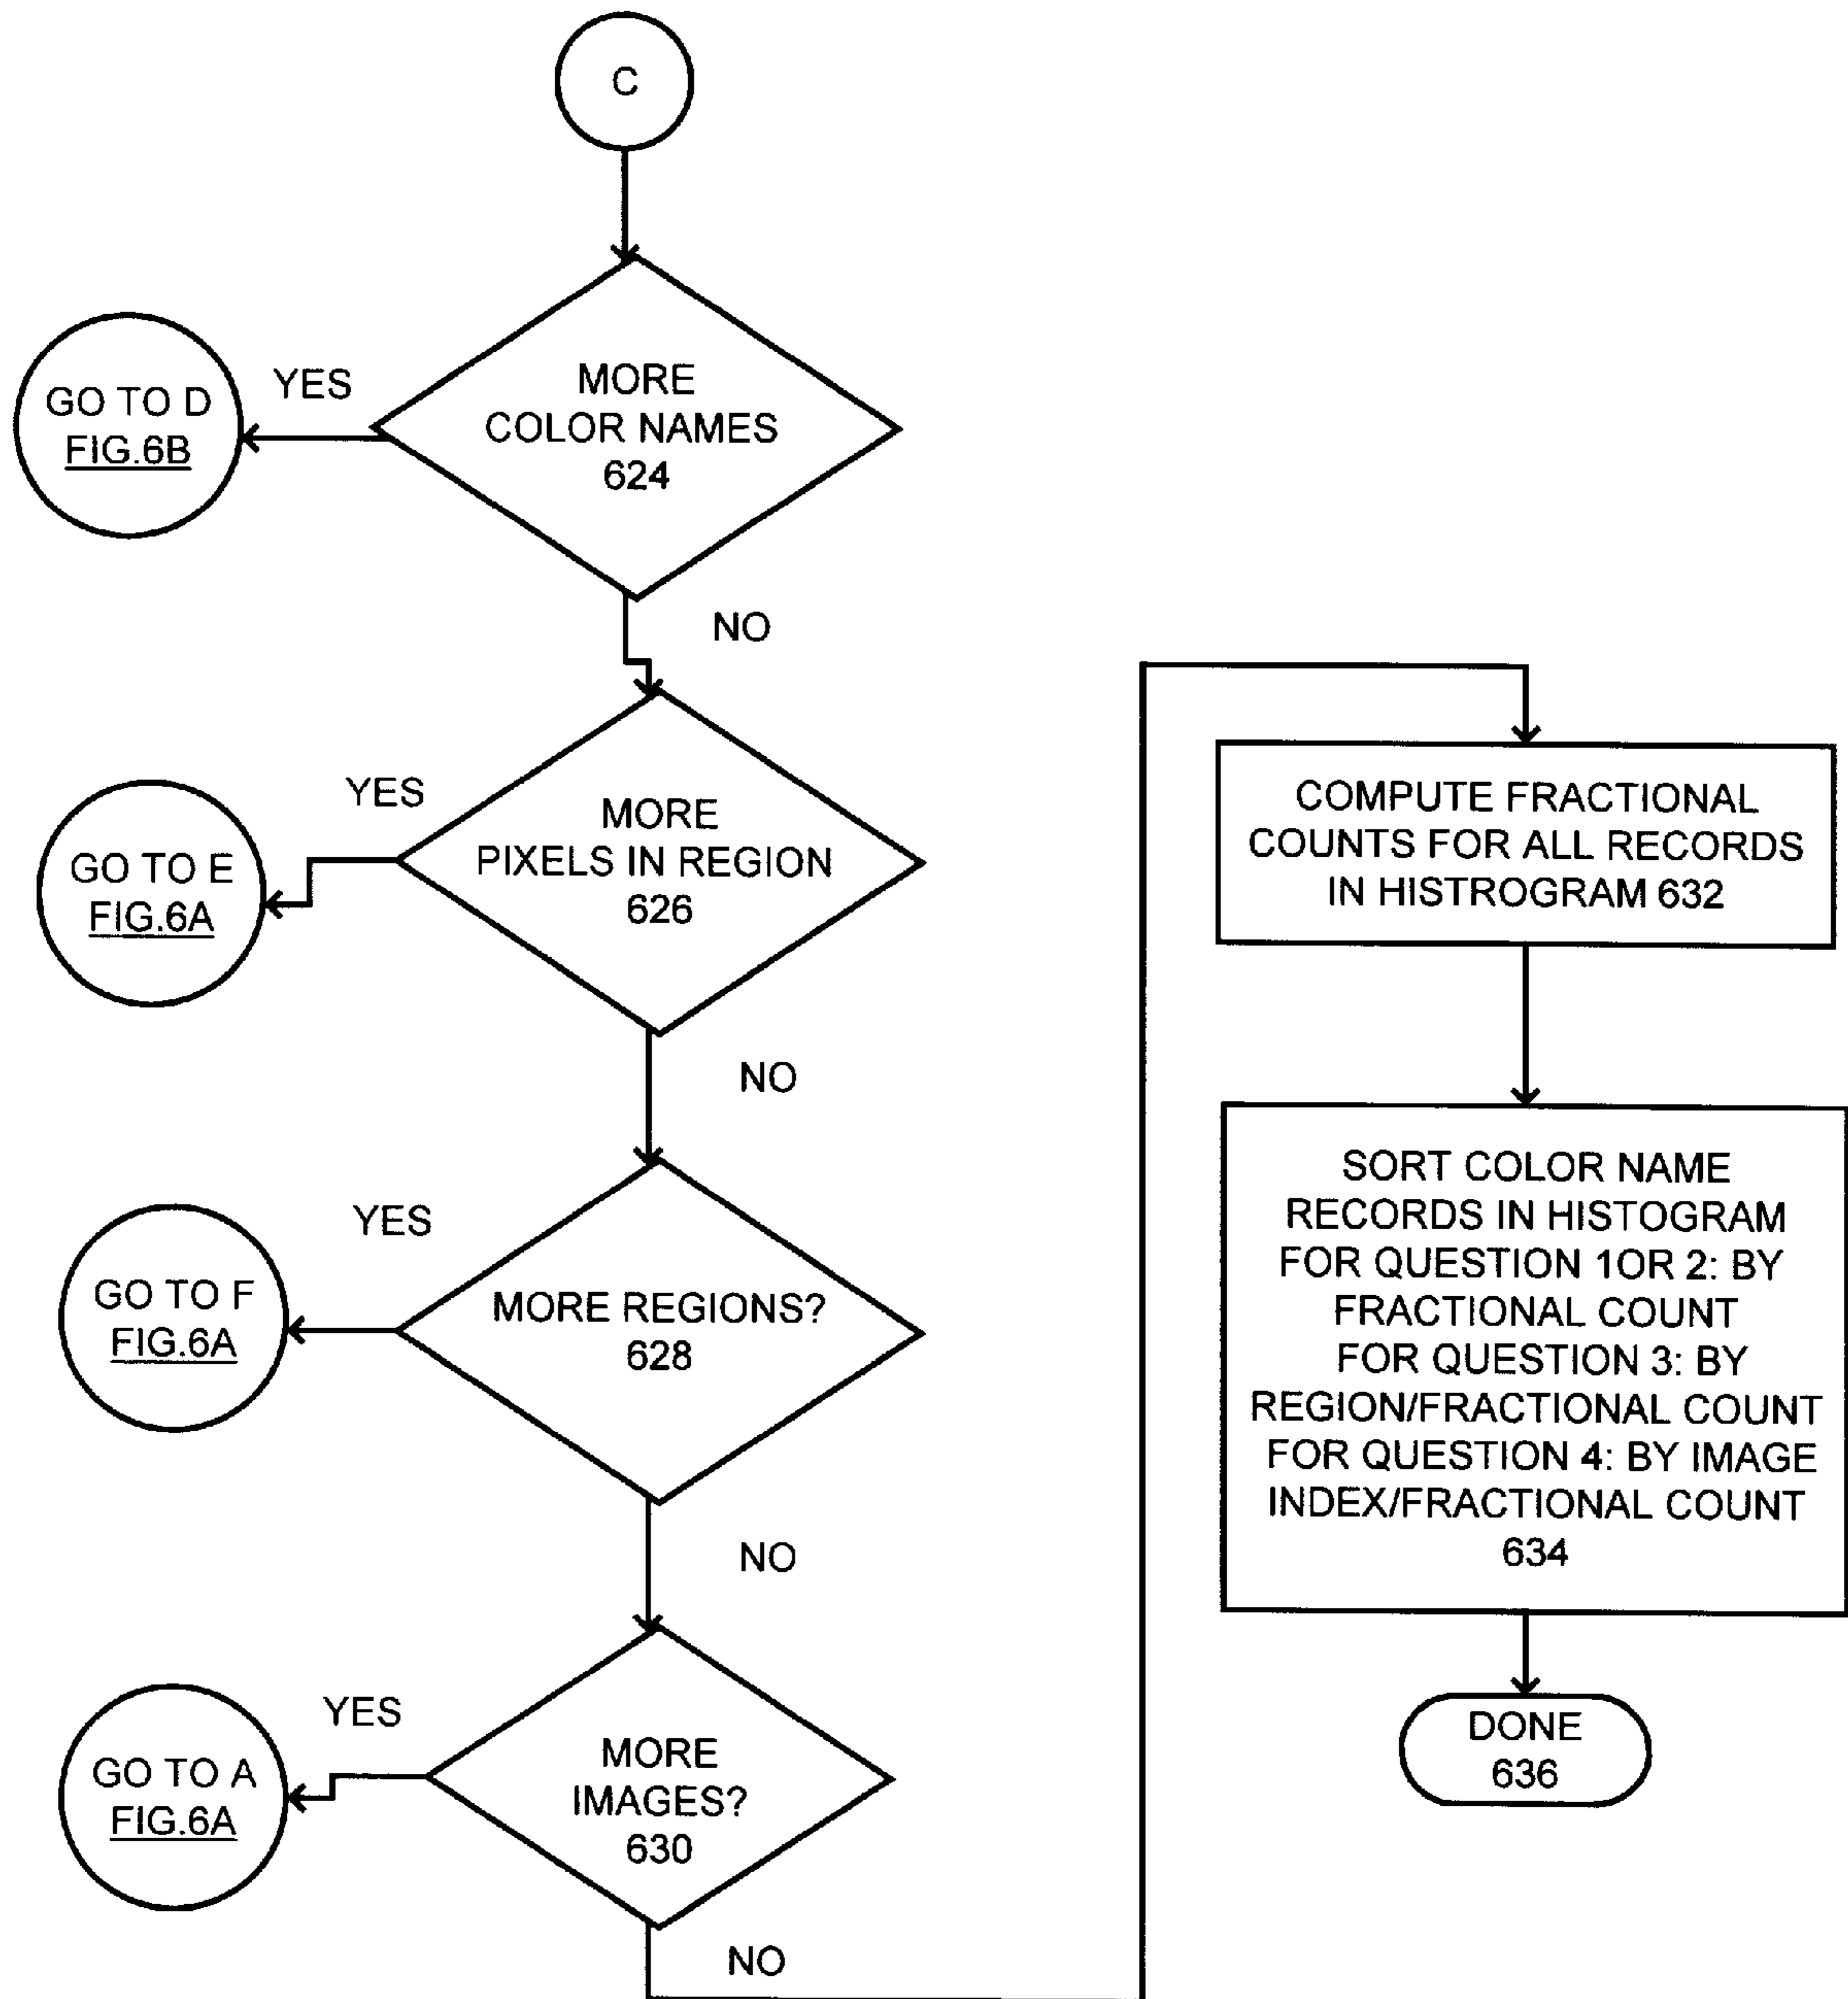 C
MORE
COLOR NAMES
624
YES
GO TO D
FIG.6B
NO
MORE
PIXELS IN REGION
626
YES
GO TO E
FIG.6A
NO
MORE REGIONS?
628
YES
GO TO F
FIG.6A
NO
MORE
IMAGES?
630
YES
GO TO A
FIG.6A
NO
COMPUTE FRACTIONAL
COUNTS FOR ALL RECORDS
IN HISTROGRAM 632
SORT COLOR NAME
RECORDS IN HISTOGRAM
FOR QUESTION 1OR 2: BY
FRACTIONAL COUNT
FOR QUESTION 3: BY
REGION/FRACTIONAL COUNT
FOR QUESTION 4: BY IMAGE
INDEX/FRACTIONAL COUNT
634
DONE
636